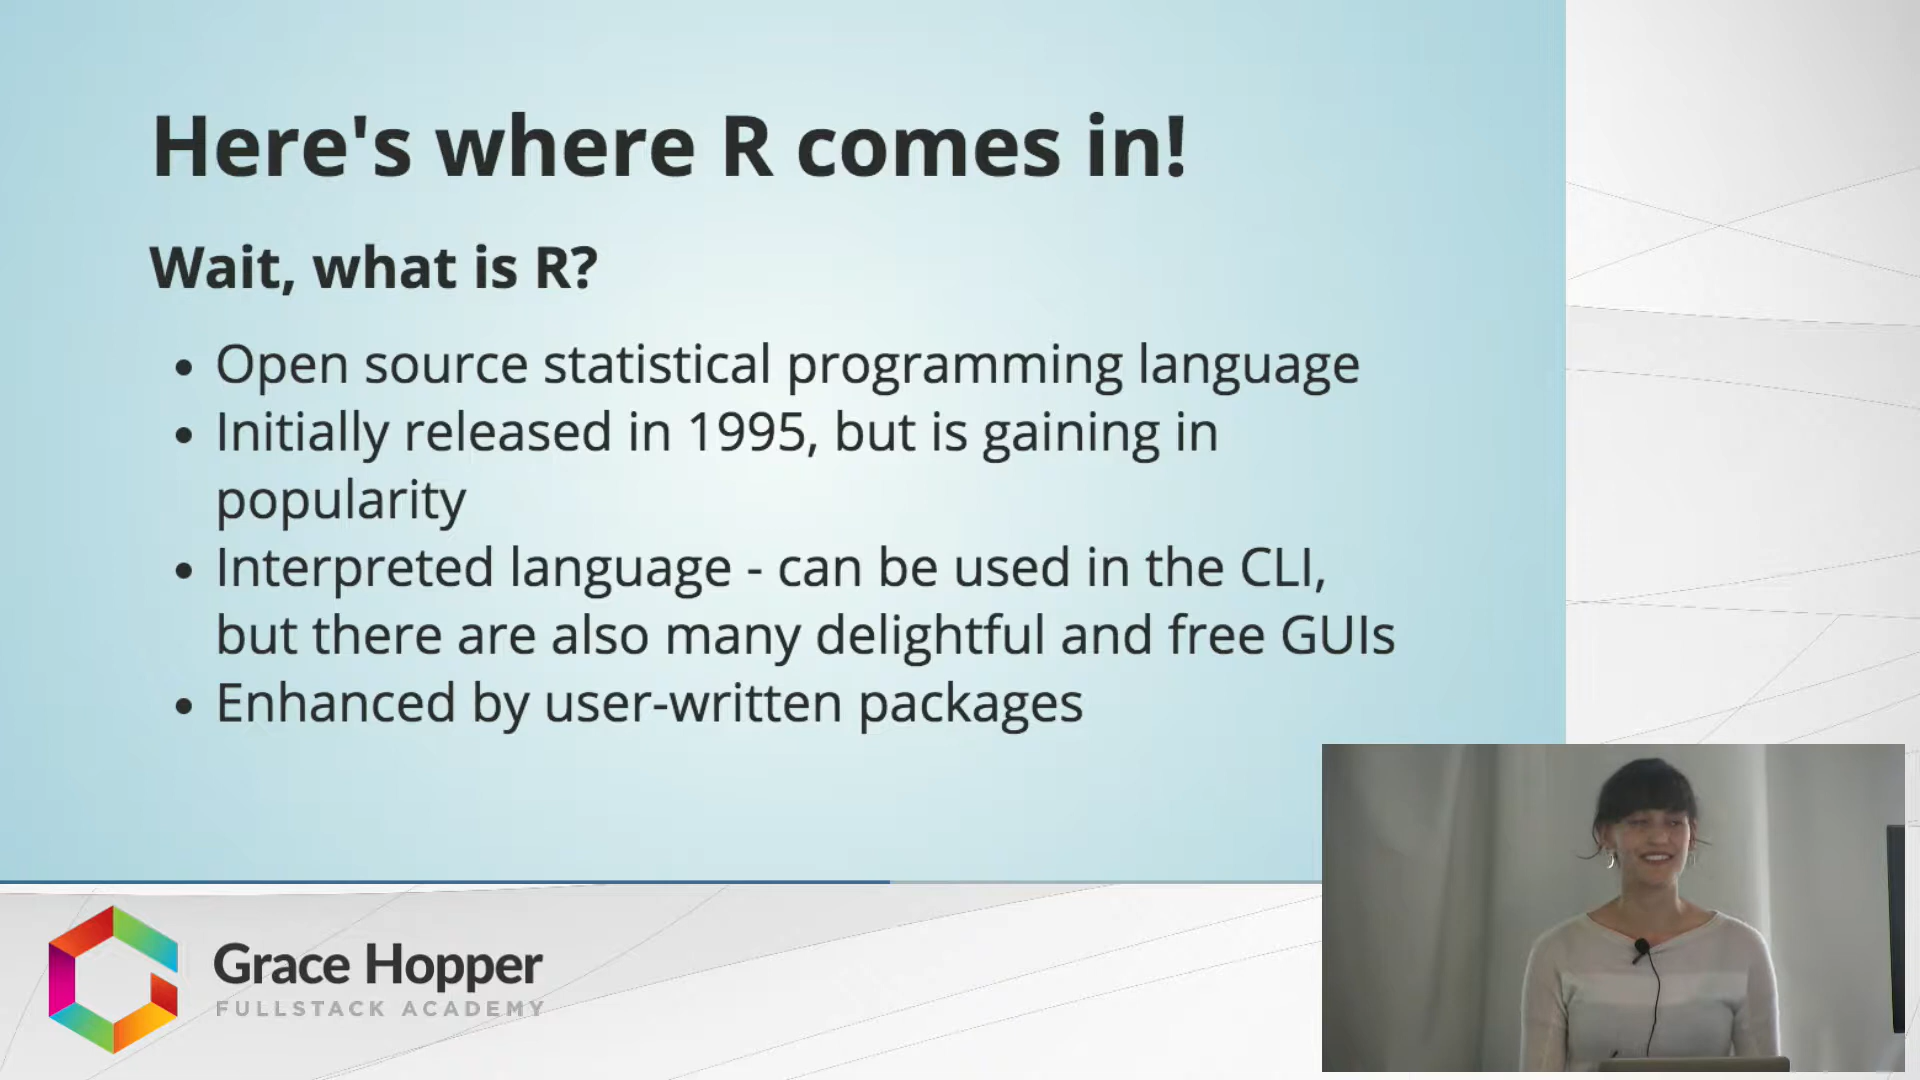 Here's where R comes in!
Wait, what is R?
• Open source statistical programming language
• Initially released in 1995, but is gaining in
popularity
• Interpreted language - can be used in the CLI,
but there are also many delightful and free GUIs
• Enhanced by user-written packages
Grace Hopper
FULLSTACK ACADEMY